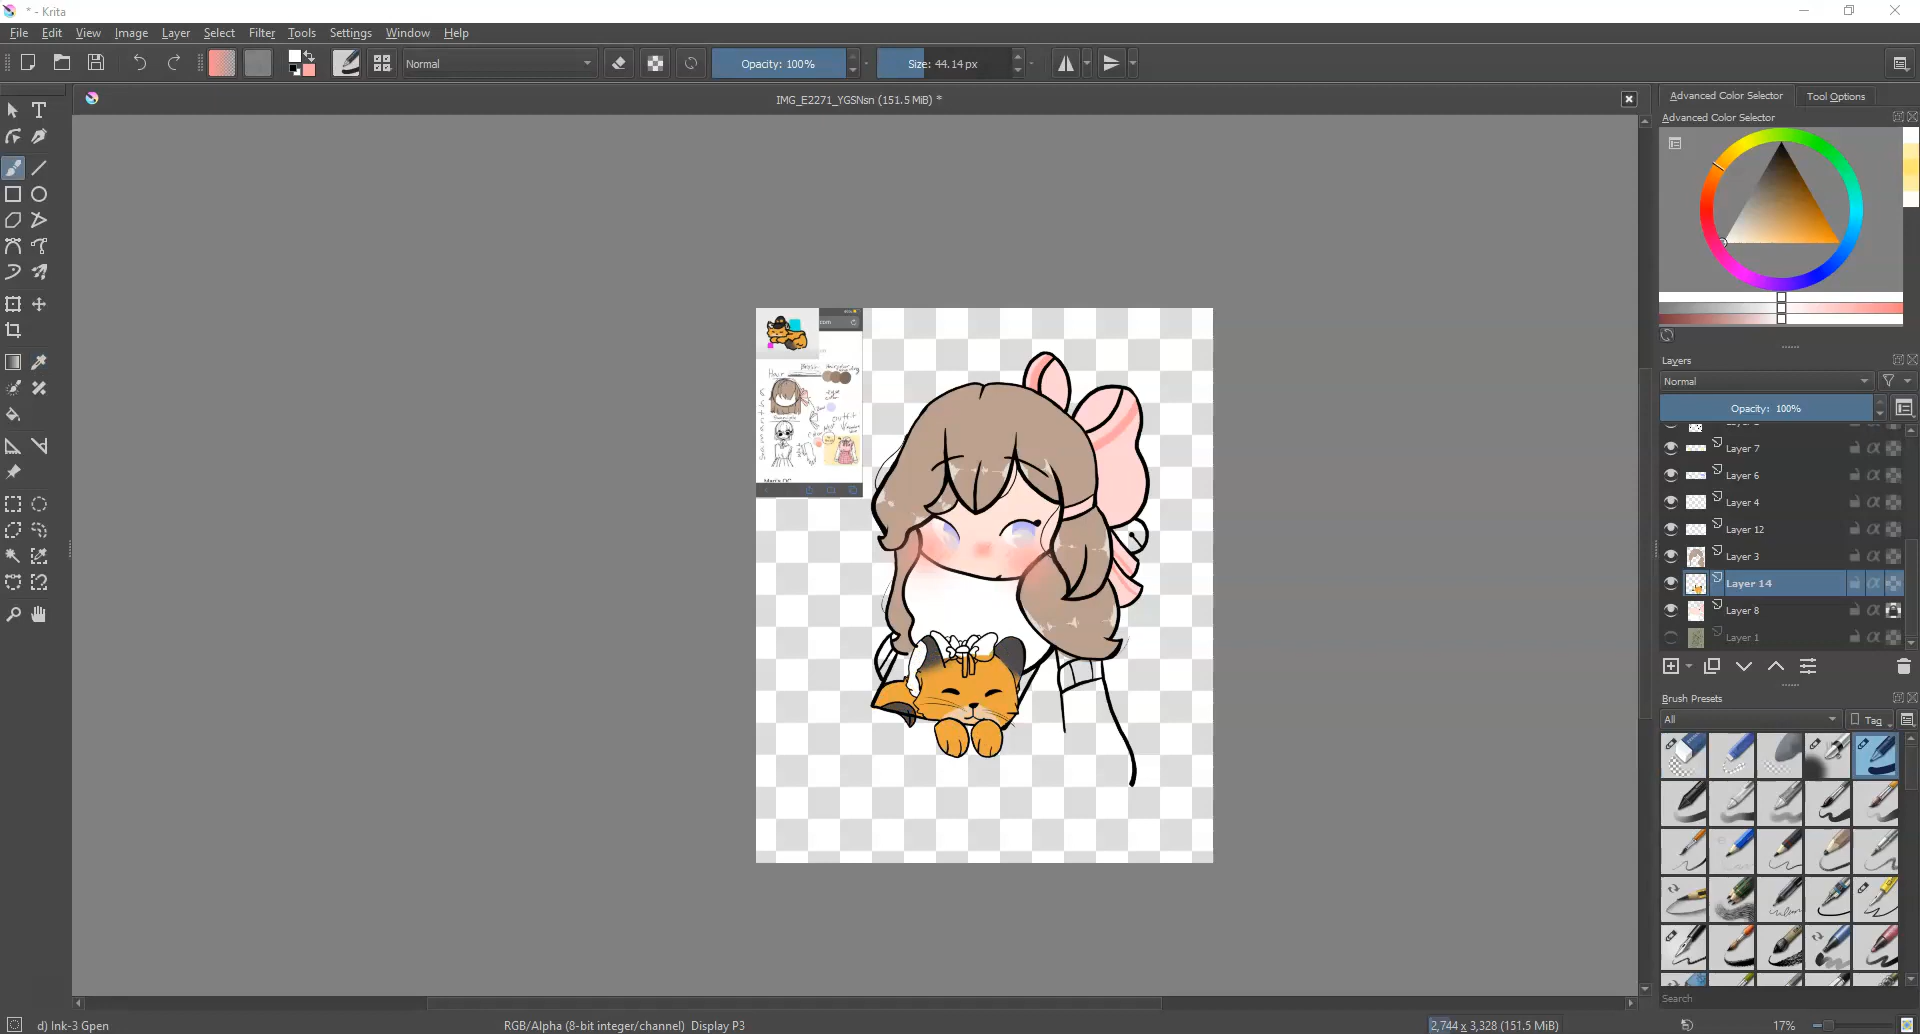 * - Krita
File Edit View Image Layer Select Filter Tools Settings Window Help
Normal Opacity: 100% Size: 44.14 px
IMG_E2271_YGSNsn (151.5 MiB) *
Advanced Color Selector Tool Options
Advanced Color Selector
Layers
Normal
Opacity: 100%
Layer 7
Layer 6
Layer 4
Layer 12
Layer 3
Layer 14
Layer 8
Layer 1
Brush Presets
All Tag
Search
Hair
outfit
d) Ink-3 Gpen RGB/Alpha (8-bit integer/channel) Display P3 2,744 x 3,328 (151.5 MiB) 17%